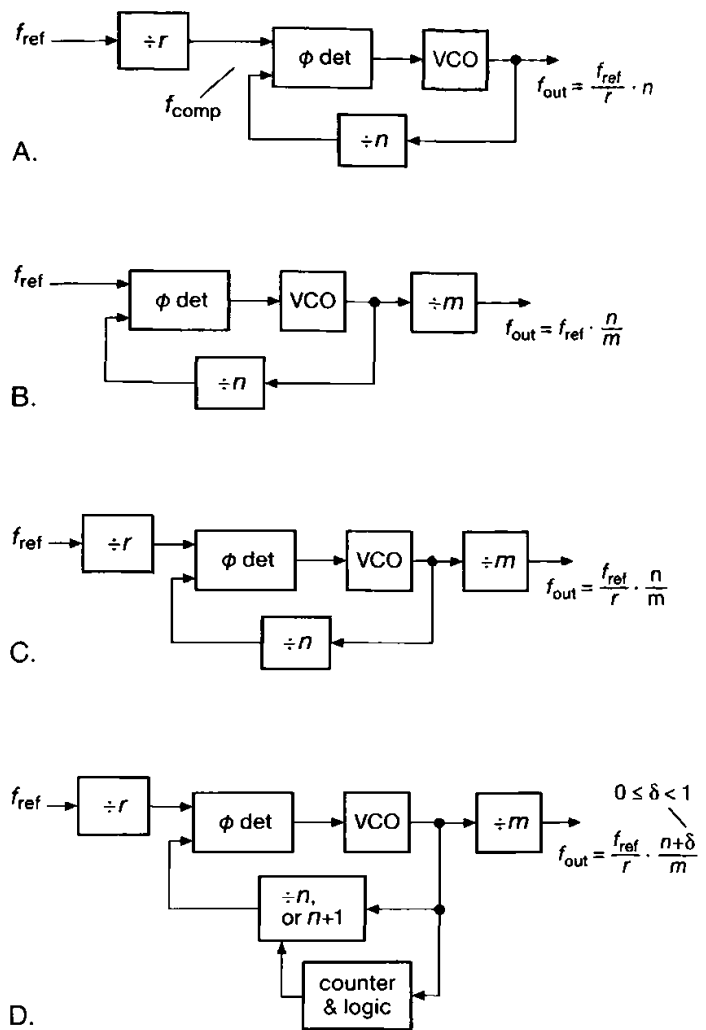 f_ref
÷r
f_comp
φ det
VCO
f_out = f_ref/r · n
÷n
A.
f_ref
φ det
VCO
÷m
f_out = f_ref · n/m
÷n
B.
f_ref
÷r
φ det
VCO
÷m
f_out = f_ref/r · n/m
÷n
C.
f_ref
÷r
φ det
VCO
÷m
0 ≤ δ < 1
f_out = f_ref/r · n+δ/m
÷n,
or n+1
counter
& logic
D.